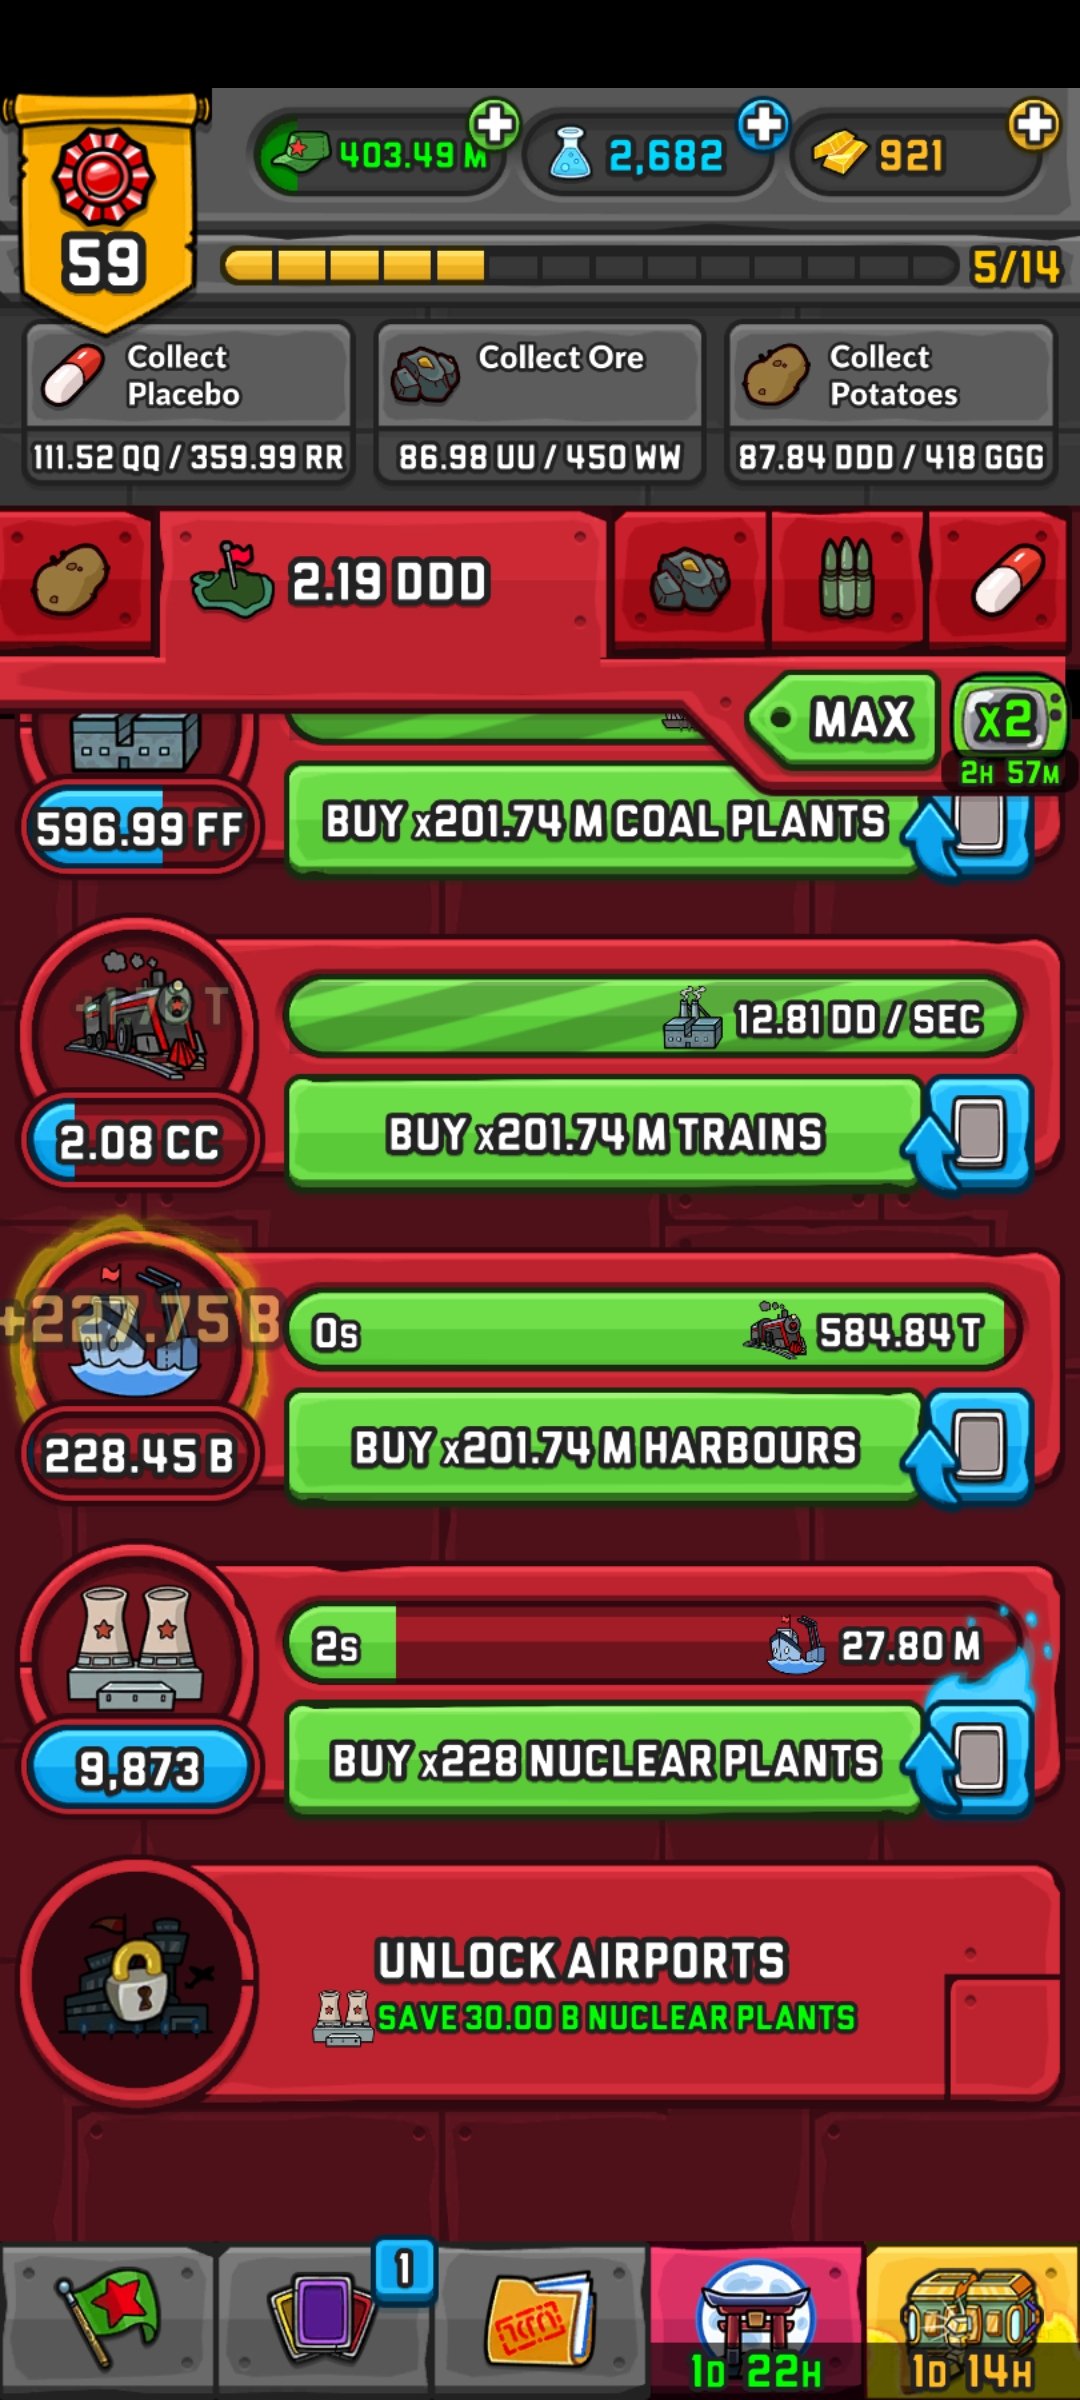 403.49 M
2,682
921
59
5/14
Collect
Placebo
111.52 QQ / 359.99 RR
Collect Ore
86.98 UU / 450 WW
Collect
Potatoes
87.84 DDD / 418 GGG
2.19 DDD
MAX
x2
2H 57M
596.99 FF
BUY x201.74 M COAL PLANTS
12.81 DD / SEC
2.08 CC
BUY x201.74 M TRAINS
+227.75 B
0s
584.84 T
228.45 B
BUY x201.74 M HARBOURS
2s
27.80 M
9,873
BUY x228 NUCLEAR PLANTS
UNLOCK AIRPORTS
SAVE 30.00 B NUCLEAR PLANTS
1
1D 22H
1D 14H